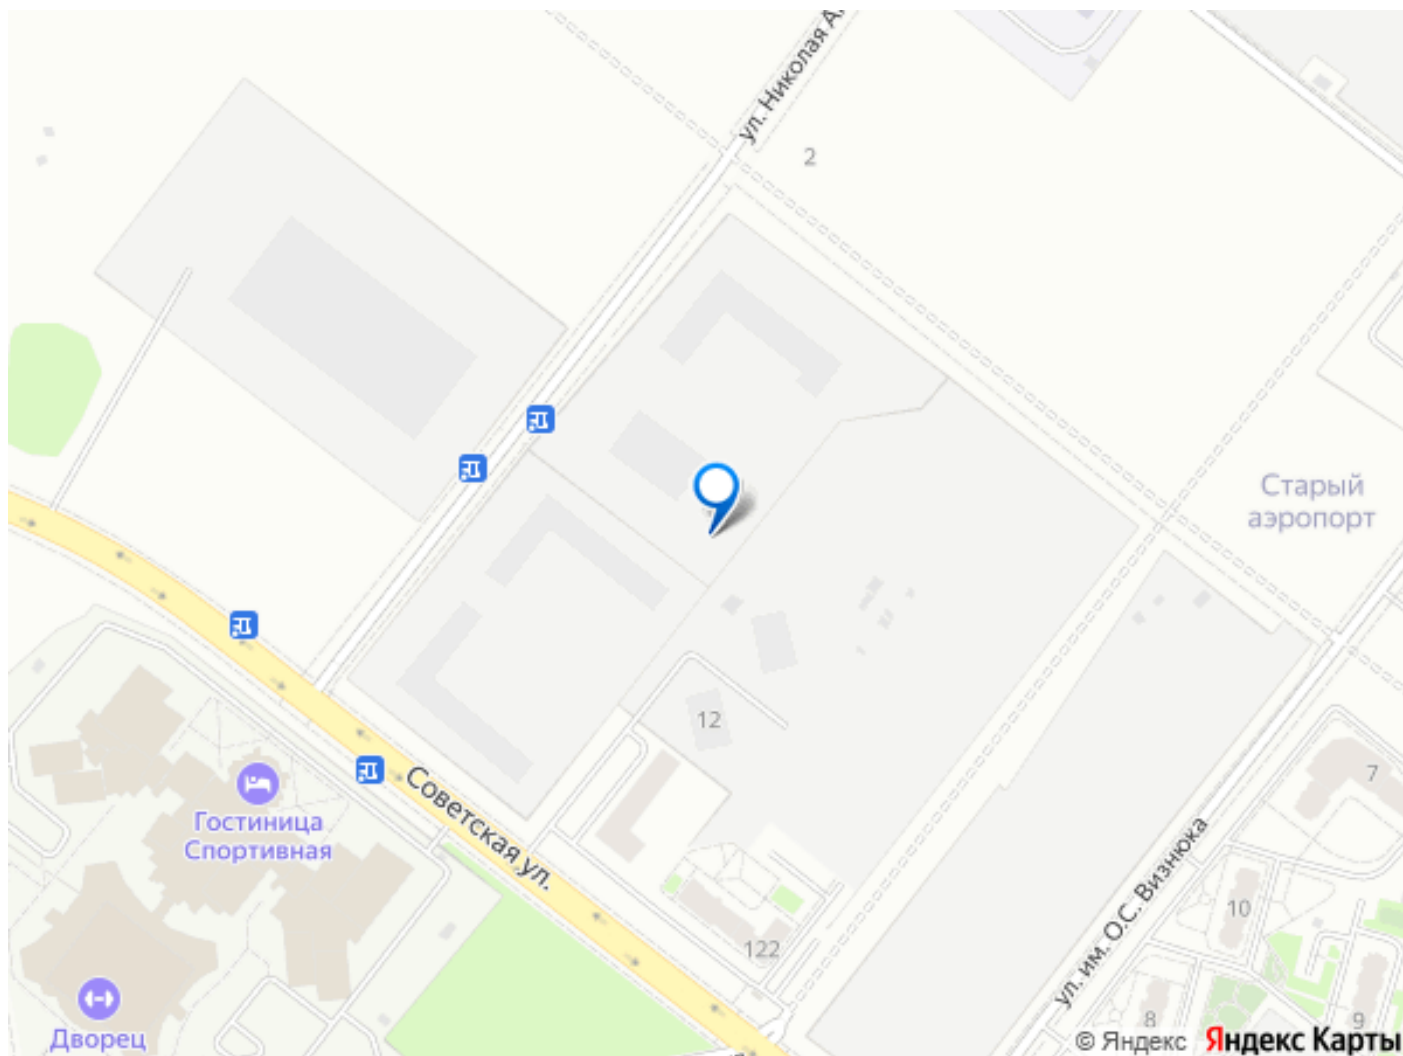 ул. Николая А.
2
Старый
аэропорт
12
7
Советская ул.
Гостиница
Спортивная
122
10
ул. им. О.С. Визнюка
8
9
Дворец
© Яндекс Яндекс Карты